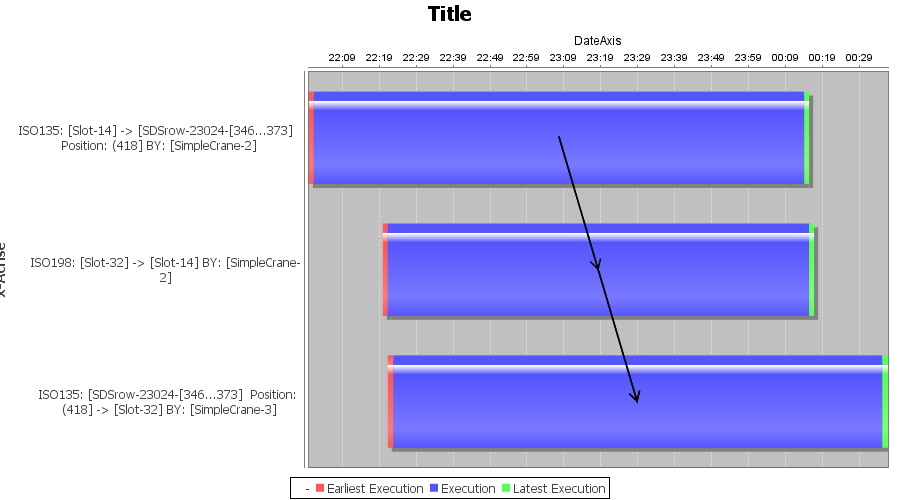 Title
DateAxis
22:09 22:19 22:29 22:39 22:49 22:59 23:09 23:19 23:29 23:39 23:49 23:59 00:09 00:19 00:29
ISO135: [Slot-14] -> [SDSrow-23024-[346...373]
Position: (418] BY: [SimpleCrane-2]
ISO198: [Slot-32] -> [Slot-14] BY: [SimpleCrane-
2]
ISO135: [SDSrow-23024-[346...373] Position:
(418] -> [Slot-32] BY: [SimpleCrane-3]
- Earliest Execution Execution Latest Execution